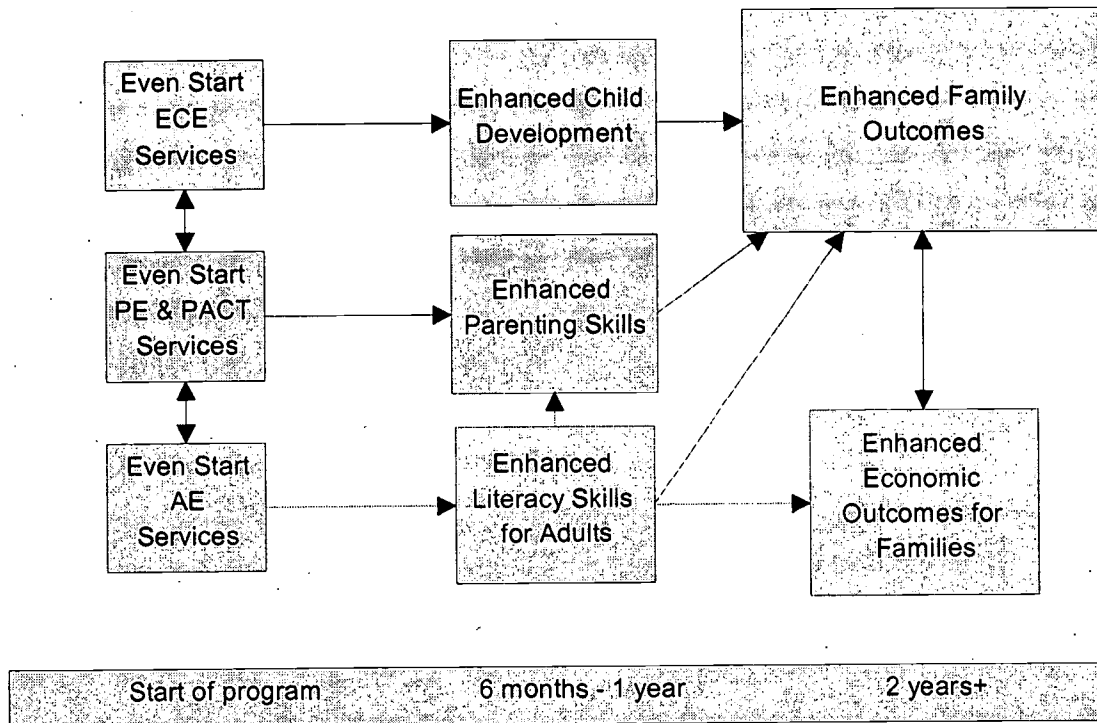 Even Start
ECE
Services
Enhanced Child
Development
Enhanced Family
Outcomes
Even Start
PE & PACT
Services
Enhanced
Parenting Skills
Even Start
AE
Services
Enhanced
Literacy Skills
for Adults
Enhanced
Economic
Outcomes for
Families
Start of program
6 months - 1 year
2 years+